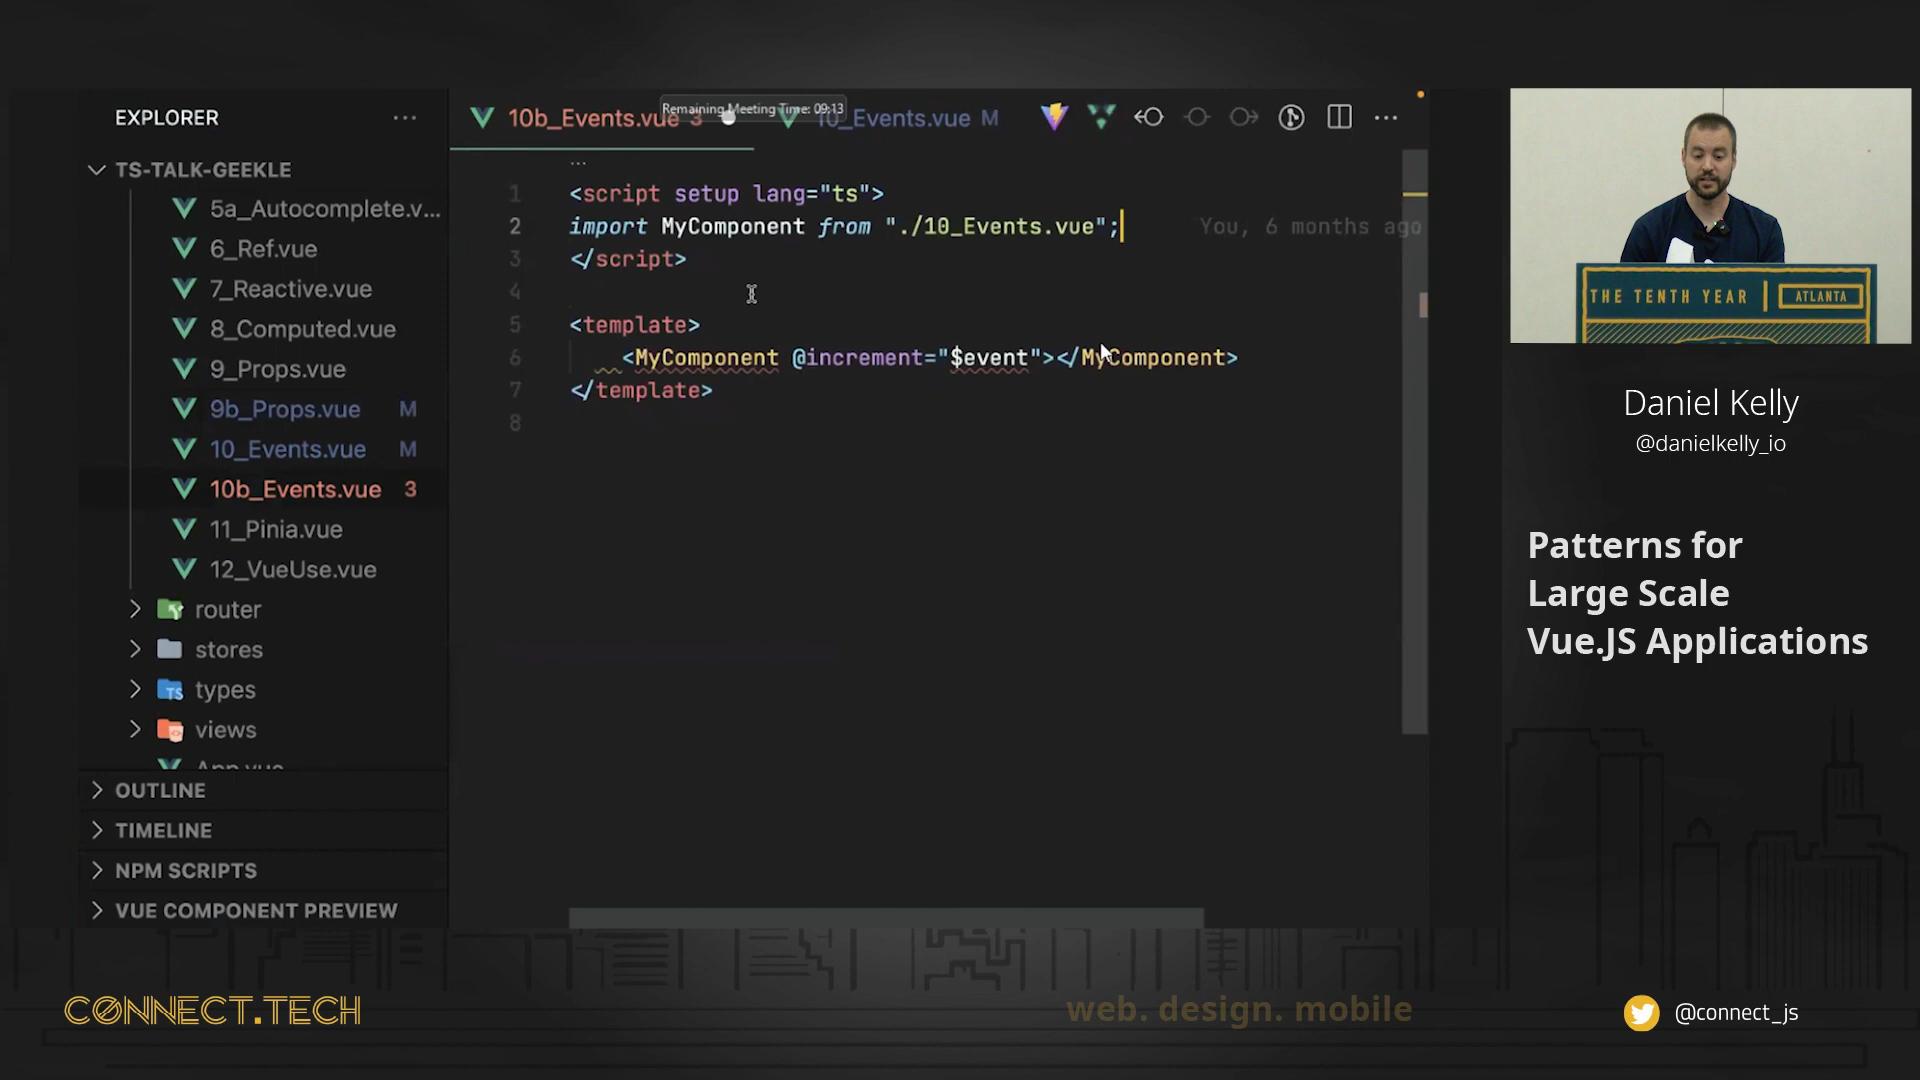 EXPLORER
TS-TALK-GEEKLE
5a_Autocomplete.v...
6_Ref.vue
7_Reactive.vue
8_Computed.vue
9_Props.vue
9b_Props.vue M
10_Events.vue M
10b_Events.vue 3
11_Pinia.vue
12_VueUse.vue
router
stores
types
views
App.vue
OUTLINE
TIMELINE
NPM SCRIPTS
VUE COMPONENT PREVIEW
10b_Events.vue 3
Remaining Meeting Time: 09:13
10_Events.vue M
...
1 <script setup lang="ts">
2 import MyComponent from "./10_Events.vue"; You, 6 months ago
3 </script>
4
5 <template>
6 <MyComponent @increment="$event"></MyComponent>
7 </template>
8
THE TENTH YEAR | ATLANTA
Daniel Kelly
@danielkelly_io
Patterns for
Large Scale
Vue.JS Applications
CONNECT.TECH
web. design. mobile
@connect_js